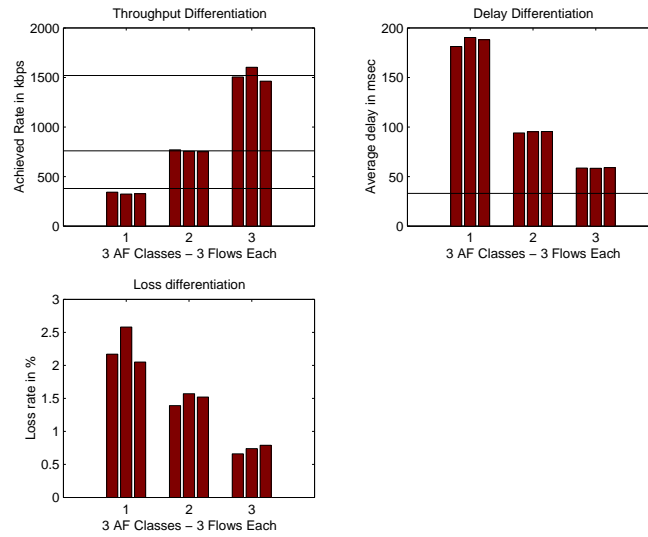 Throughput Differentiation
2000
1500
1000
500
0
Achieved Rate in kbps
1 2 3
3 AF Classes − 3 Flows Each
Delay Differentiation
200
150
100
50
0
Average delay in msec
1 2 3
3 AF Classes − 3 Flows Each
Loss differentiation
3
2.5
2
1.5
1
0.5
0
Loss rate in %
1 2 3
3 AF Classes − 3 Flows Each